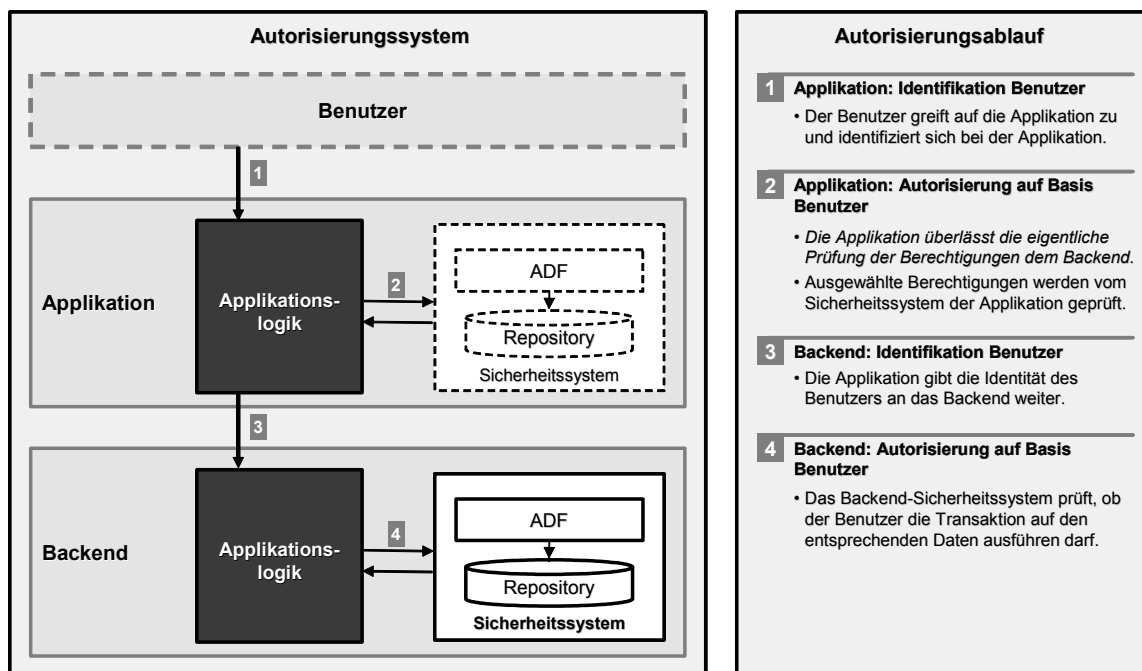 Autorisierungssystem
Benutzer
1
Applikation
Applikations-
logik
2
ADF
Repository
Sicherheitssystem
3
Backend
Applikations-
logik
4
ADF
Repository
Sicherheitssystem
Autorisierungsablauf
1 Applikation: Identifikation Benutzer
• Der Benutzer greift auf die Applikation zu
und identifiziert sich bei der Applikation.
2 Applikation: Autorisierung auf Basis
Benutzer
• Die Applikation überlässt die eigentliche
Prüfung der Berechtigungen dem Backend.
• Ausgewählte Berechtigungen werden vom
Sicherheitssystem der Applikation geprüft.
3 Backend: Identifikation Benutzer
• Die Applikation gibt die Identität des
Benutzers an das Backend weiter.
4 Backend: Autorisierung auf Basis
Benutzer
• Das Backend-Sicherheitssystem prüft, ob
der Benutzer die Transaktion auf den
entsprechenden Daten ausführen darf.